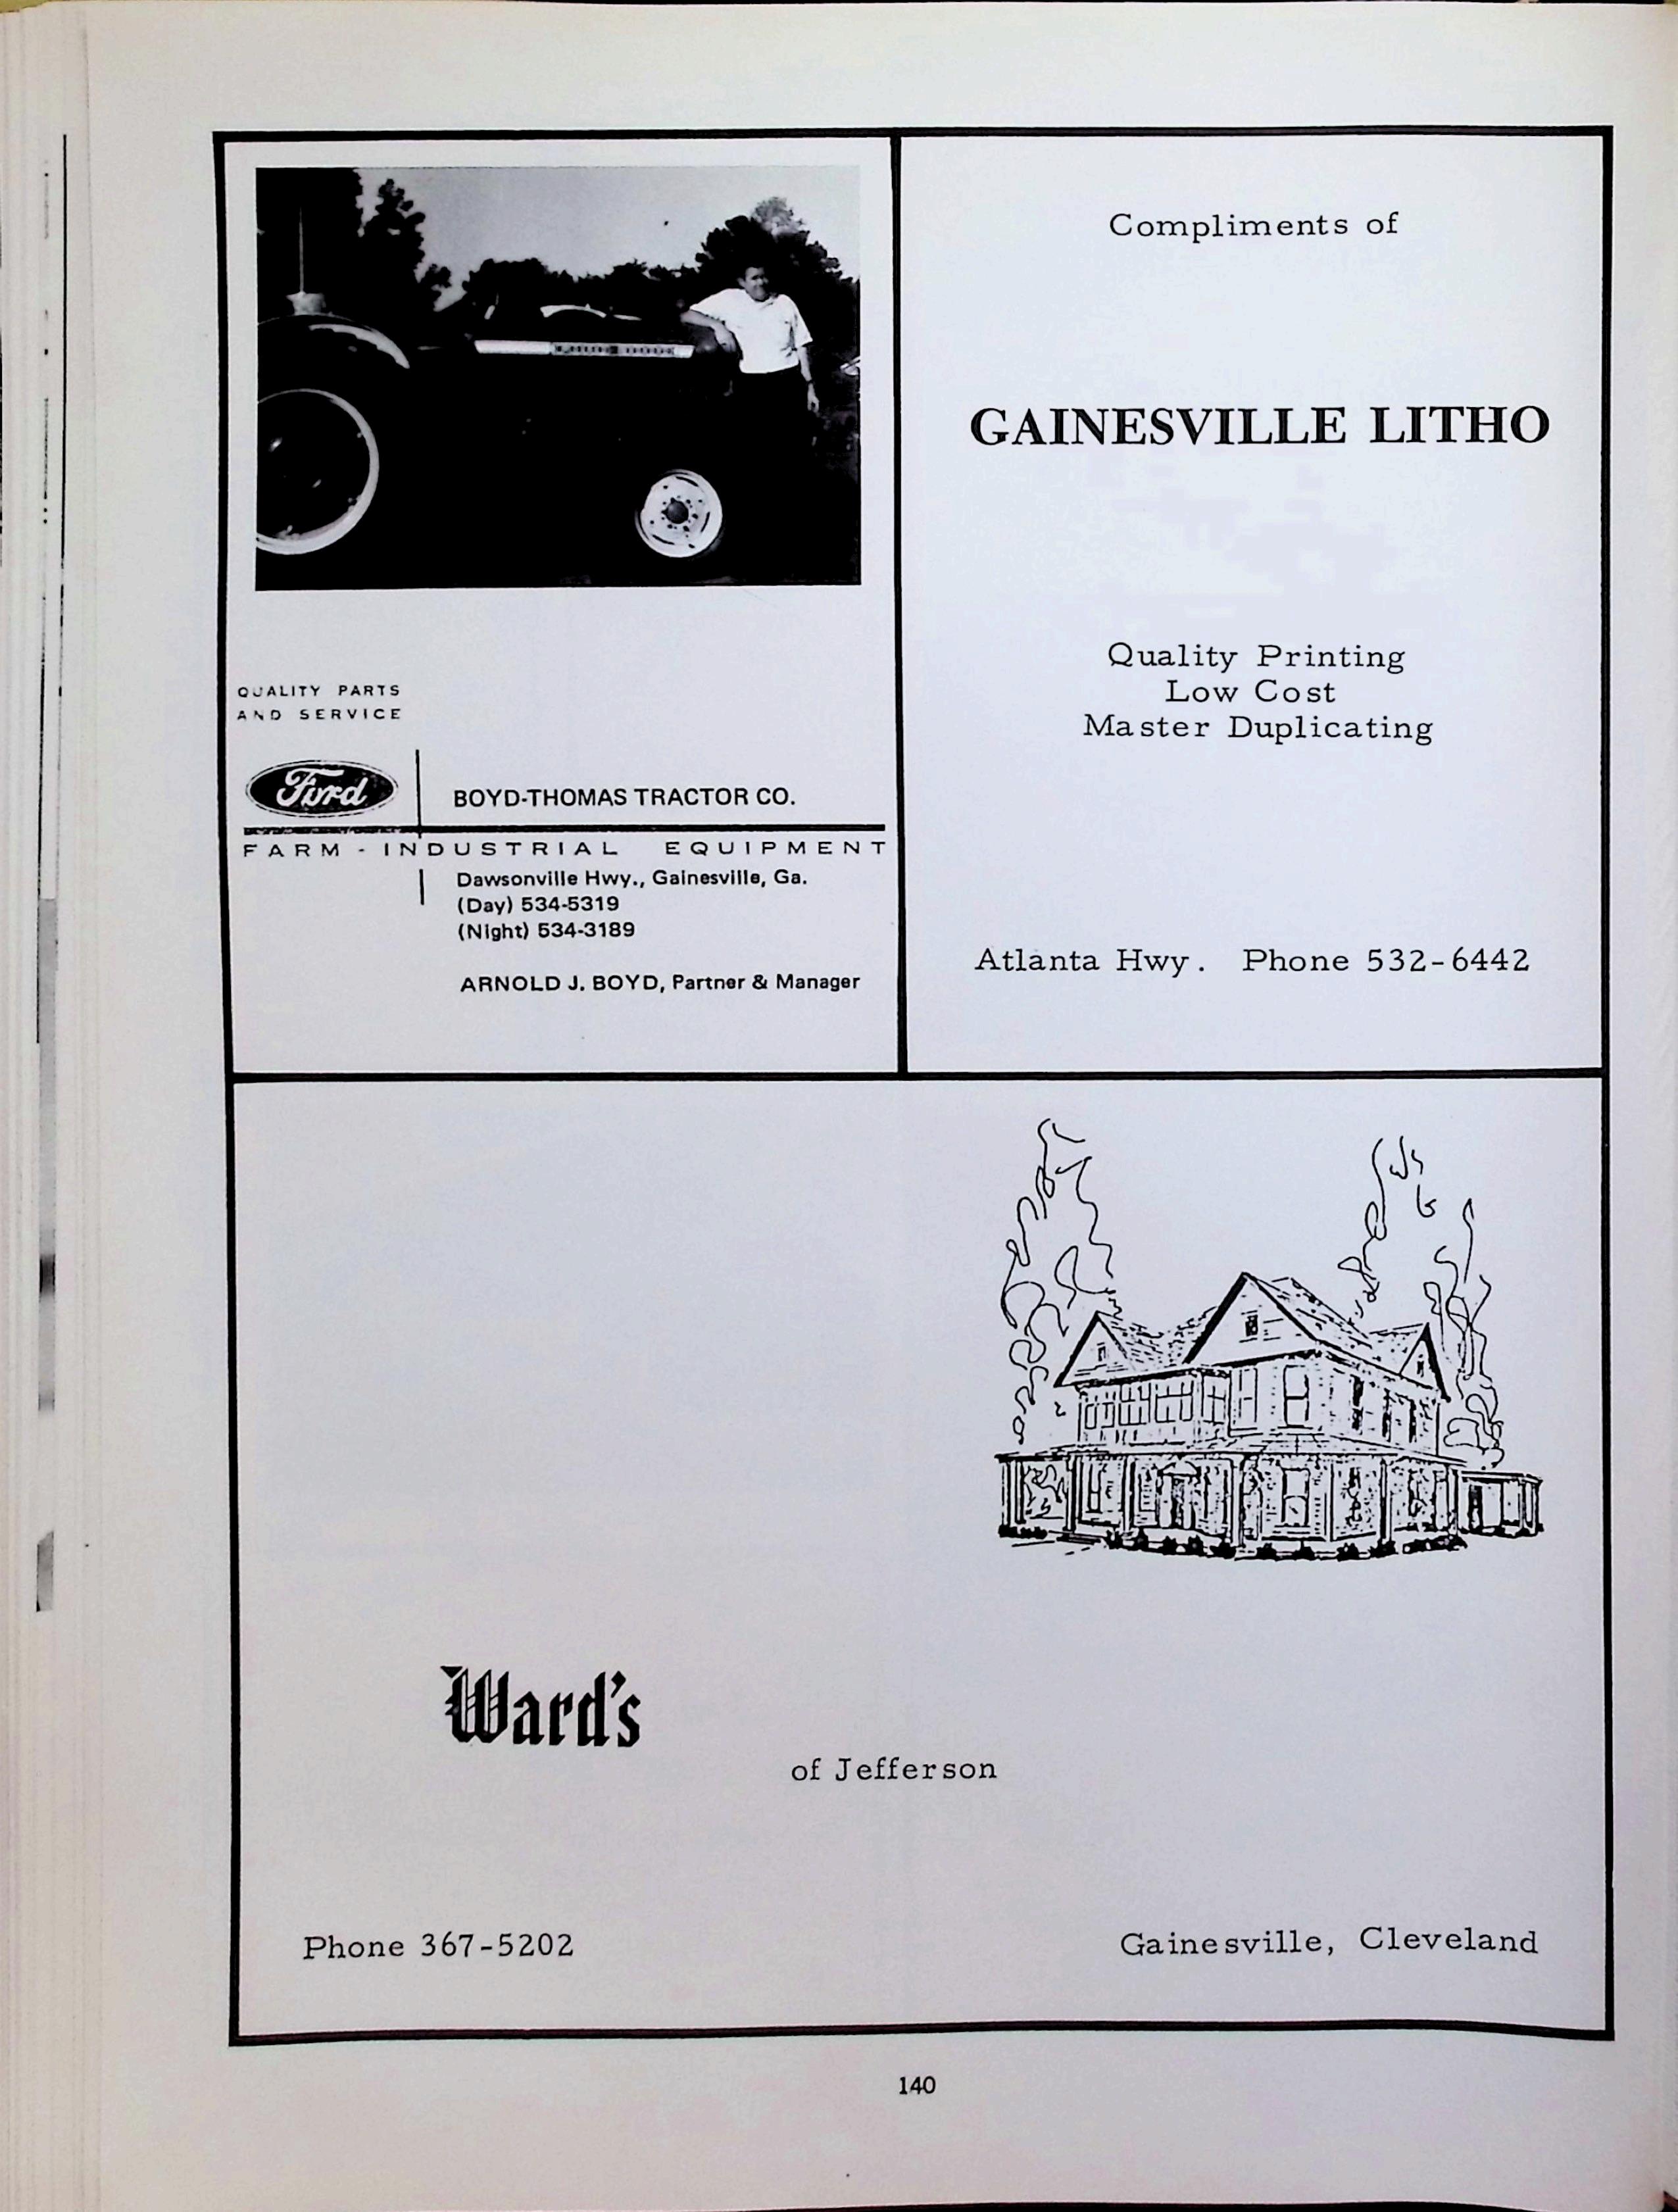 QUALITY PARTS
AND SERVICE
Ford
BOYD-THOMAS TRACTOR CO.
FARM - INDUSTRIAL EQUIPMENT
Dawsonville Hwy., Gainesville, Ga.
(Day) 534-5319
(Night) 534-3189
ARNOLD J. BOYD, Partner & Manager
Compliments of
GAINESVILLE LITHO
Quality Printing
Low Cost
Master Duplicating
Atlanta Hwy. Phone 532-6442
Ward's
of Jefferson
Phone 367-5202
Gainesville, Cleveland
140